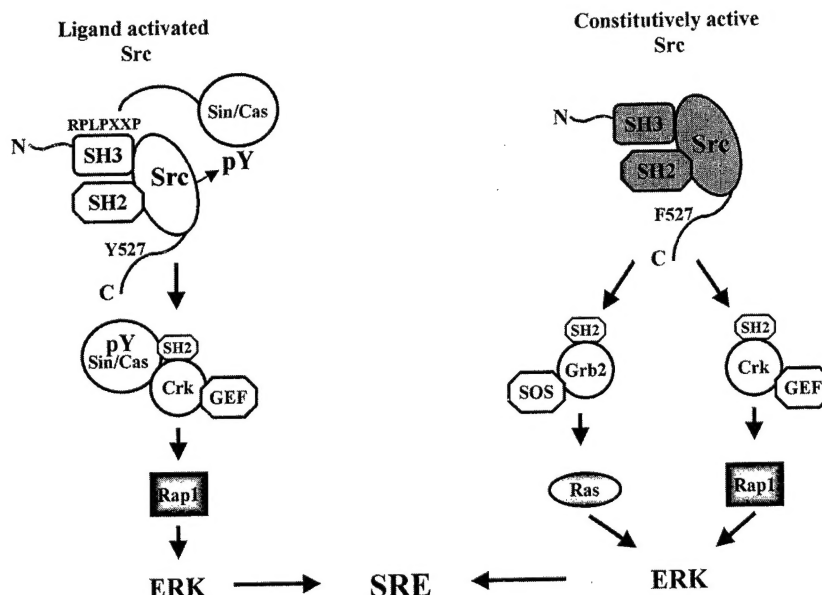 Ligand activated
Src
RPLPXXP
Sin/Cas
N
SH3
Src
pY
SH2
Y527
C
pY
Sin/Cas
SH2
Crk
GEF
Rap1
ERK
Constitutively active
Src
N
SH3
Src
SH2
F527
C
SH2
Grb2
SOS
Ras
SH2
Crk
GEF
Rap1
ERK
SRE